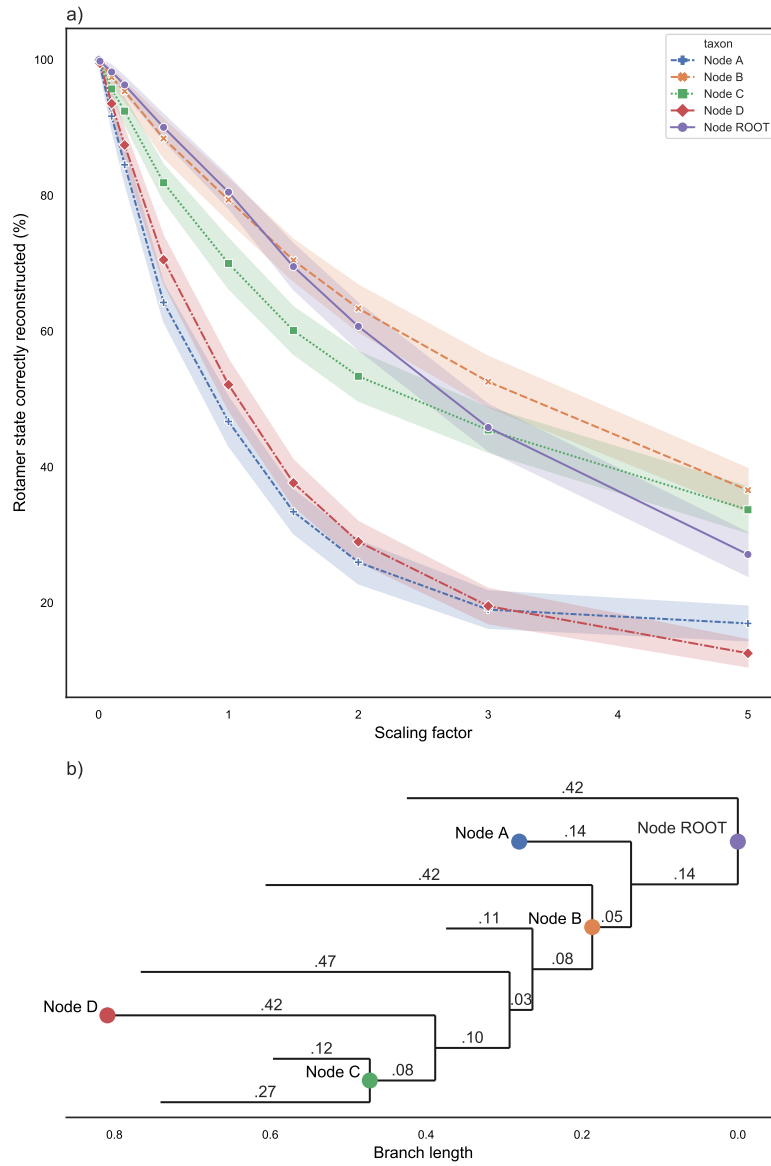 a)
100
80
60
40
20
Rotamer state correctly reconstructed (%)
taxon
Node A
Node B
Node C
Node D
Node ROOT
0
1
2
3
4
5
Scaling factor
b)
.42
Node A
.14
Node ROOT
.42
.14
.11
Node B
.05
.47
.08
Node D
.42
.03
.12
.10
Node C
.08
.27
0.8
0.6
0.4
0.2
0.0
Branch length